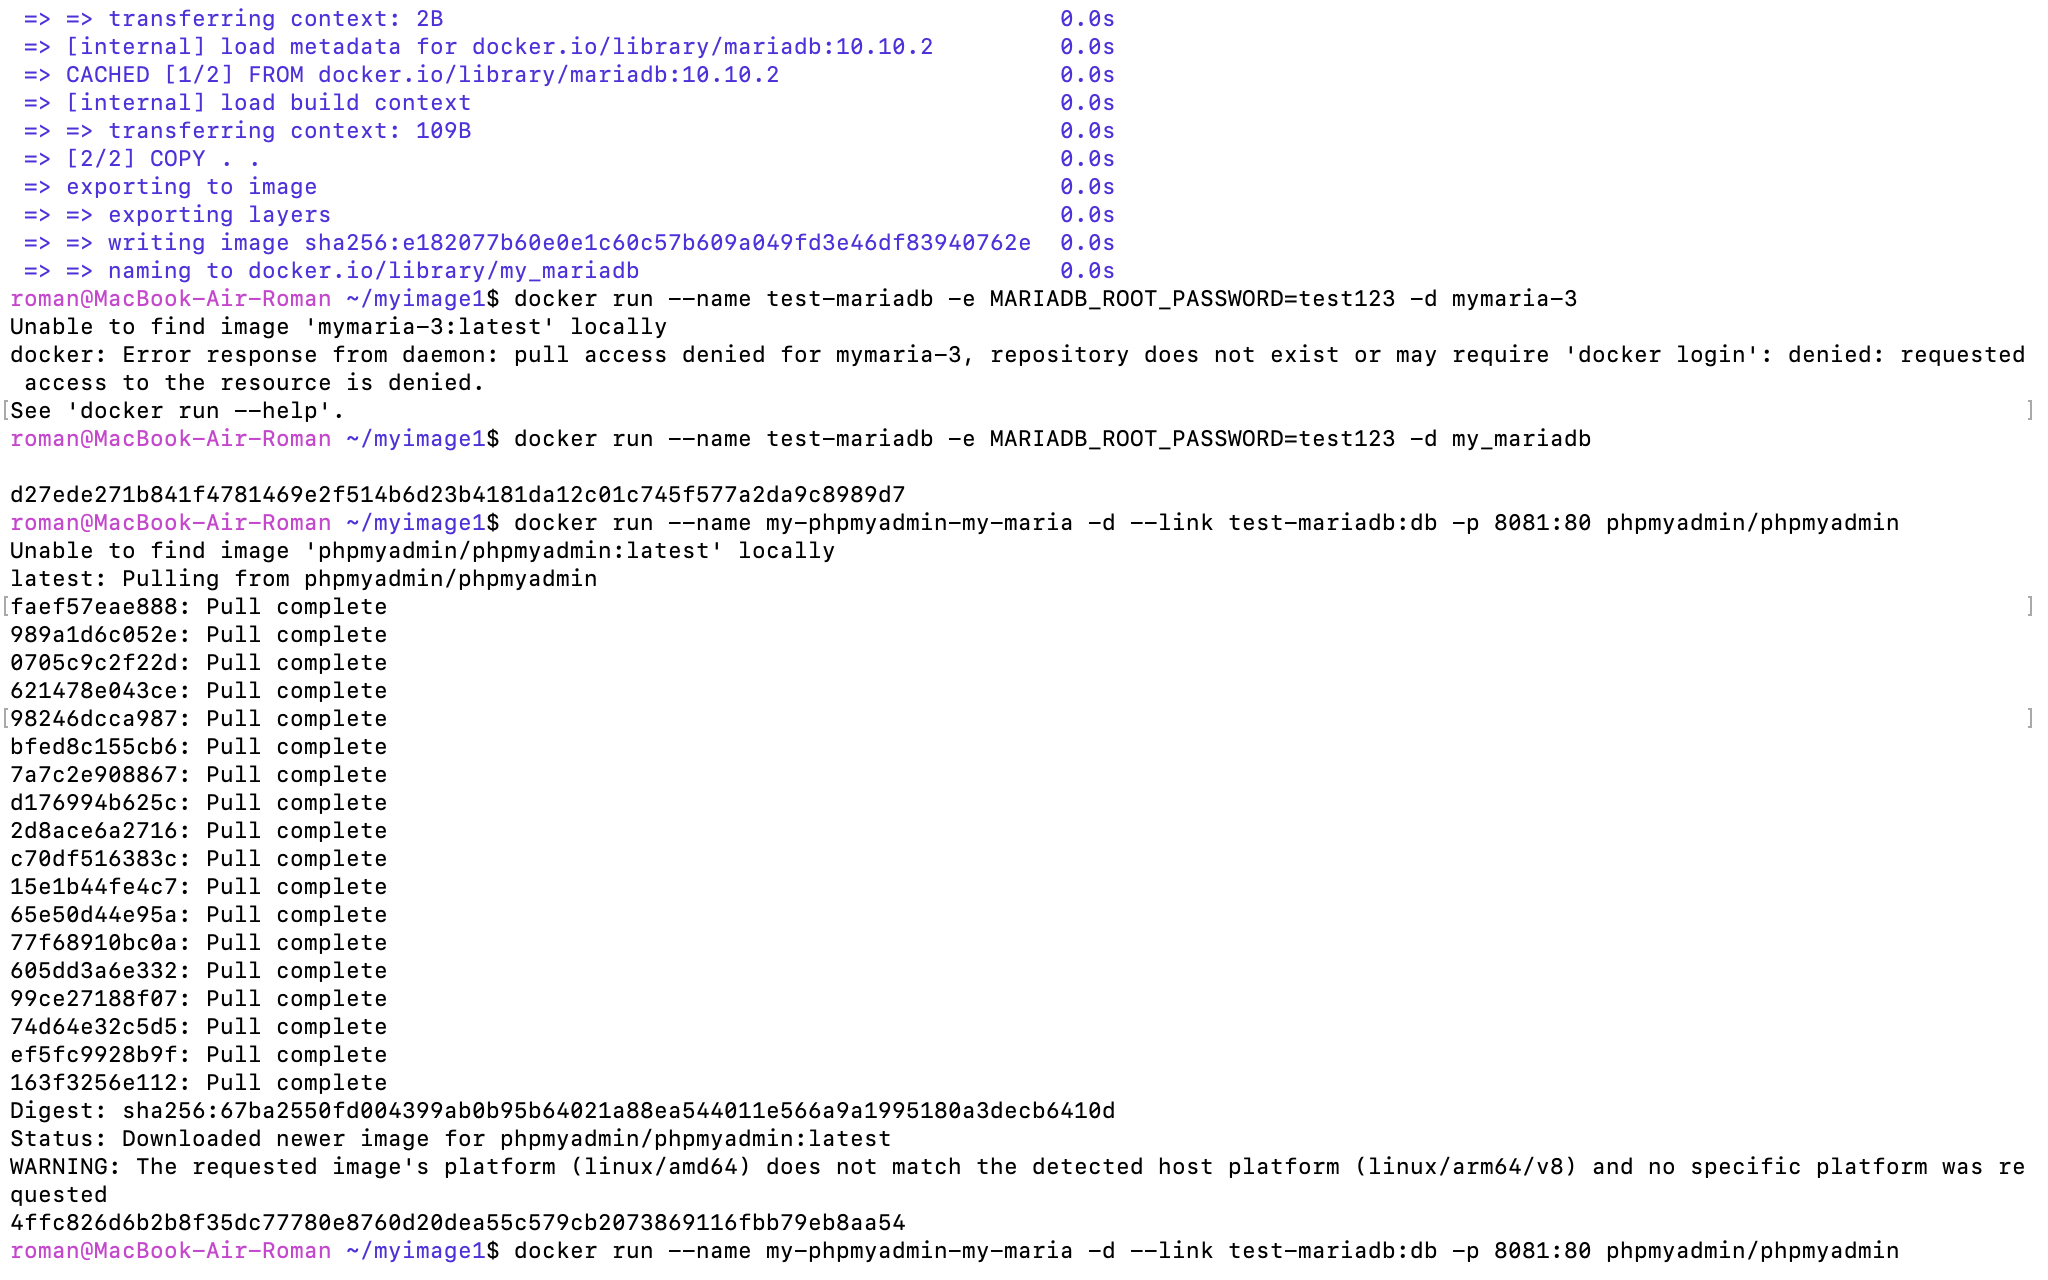 => => transferring context: 2B 0.0s
=> [internal] load metadata for docker.io/library/mariadb:10.10.2 0.0s
=> CACHED [1/2] FROM docker.io/library/mariadb:10.10.2 0.0s
=> [internal] load build context 0.0s
=> => transferring context: 109B 0.0s
=> [2/2] COPY . . 0.0s
=> exporting to image 0.0s
=> => exporting layers 0.0s
=> => writing image sha256:e182077b60e0e1c60c57b609a049fd3e46df83940762e 0.0s
=> => naming to docker.io/library/my_mariadb 0.0s
roman@MacBook-Air-Roman ~/myimage1$ docker run --name test-mariadb -e MARIADB_ROOT_PASSWORD=test123 -d mymaria-3
Unable to find image 'mymaria-3:latest' locally
docker: Error response from daemon: pull access denied for mymaria-3, repository does not exist or may require 'docker login': denied: requested
access to the resource is denied.
[See 'docker run --help'. ]
roman@MacBook-Air-Roman ~/myimage1$ docker run --name test-mariadb -e MARIADB_ROOT_PASSWORD=test123 -d my_mariadb
d27ede271b841f4781469e2f514b6d23b4181da12c01c745f577a2da9c8989d7
roman@MacBook-Air-Roman ~/myimage1$ docker run --name my-phpmyadmin-my-maria -d --link test-mariadb:db -p 8081:80 phpmyadmin/phpmyadmin
Unable to find image 'phpmyadmin/phpmyadmin:latest' locally
latest: Pulling from phpmyadmin/phpmyadmin
[faef57eae888: Pull complete ]
989a1d6c052e: Pull complete
0705c9c2f22d: Pull complete
621478e043ce: Pull complete
[98246dcca987: Pull complete ]
bfed8c155cb6: Pull complete
7a7c2e908867: Pull complete
d176994b625c: Pull complete
2d8ace6a2716: Pull complete
c70df516383c: Pull complete
15e1b44fe4c7: Pull complete
65e50d44e95a: Pull complete
77f68910bc0a: Pull complete
605dd3a6e332: Pull complete
99ce27188f07: Pull complete
74d64e32c5d5: Pull complete
ef5fc9928b9f: Pull complete
163f3256e112: Pull complete
Digest: sha256:67ba2550fd004399ab0b95b64021a88ea544011e566a9a1995180a3decb6410d
Status: Downloaded newer image for phpmyadmin/phpmyadmin:latest
WARNING: The requested image's platform (linux/amd64) does not match the detected host platform (linux/arm64/v8) and no specific platform was re
quested
4ffc826d6b2b8f35dc77780e8760d20dea55c579cb2073869116fbb79eb8aa54
roman@MacBook-Air-Roman ~/myimage1$ docker run --name my-phpmyadmin-my-maria -d --link test-mariadb:db -p 8081:80 phpmyadmin/phpmyadmin